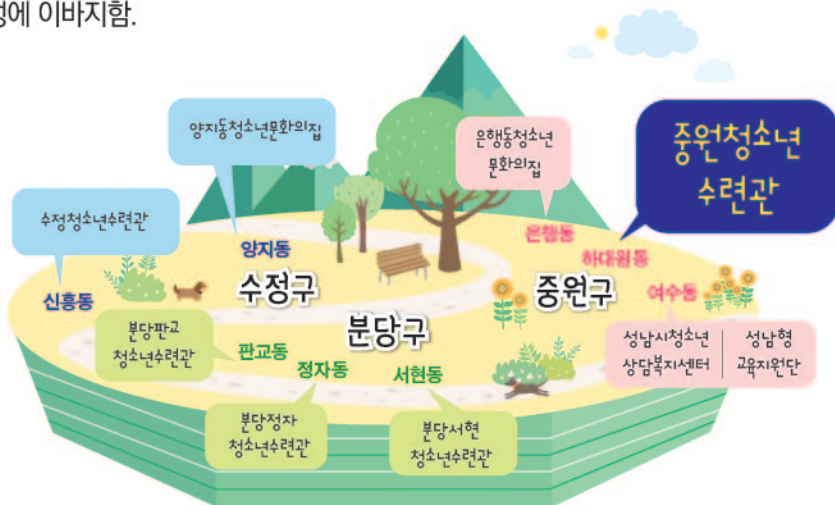 성에 이바지함.
양지동청소년문화의집
은행동청소년
문화의집
중원청소년
수련관
수정청소년수련관
은행동
양지동
하대원동
신흥동
수정구
중원구
여수동
분당구
분당판교
청소년수련관
판교동
정자동
서현동
성남시청소년
상담복지센터
성남형
교육지원단
분당정자
청소년수련관
분당서현
청소년수련관